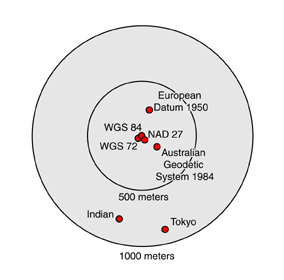 European
Datum 1950
WGS 84
NAD 27
WGS 72
Australian
Geodetic
System 1984
500 meters
Indian
Tokyo
1000 meters